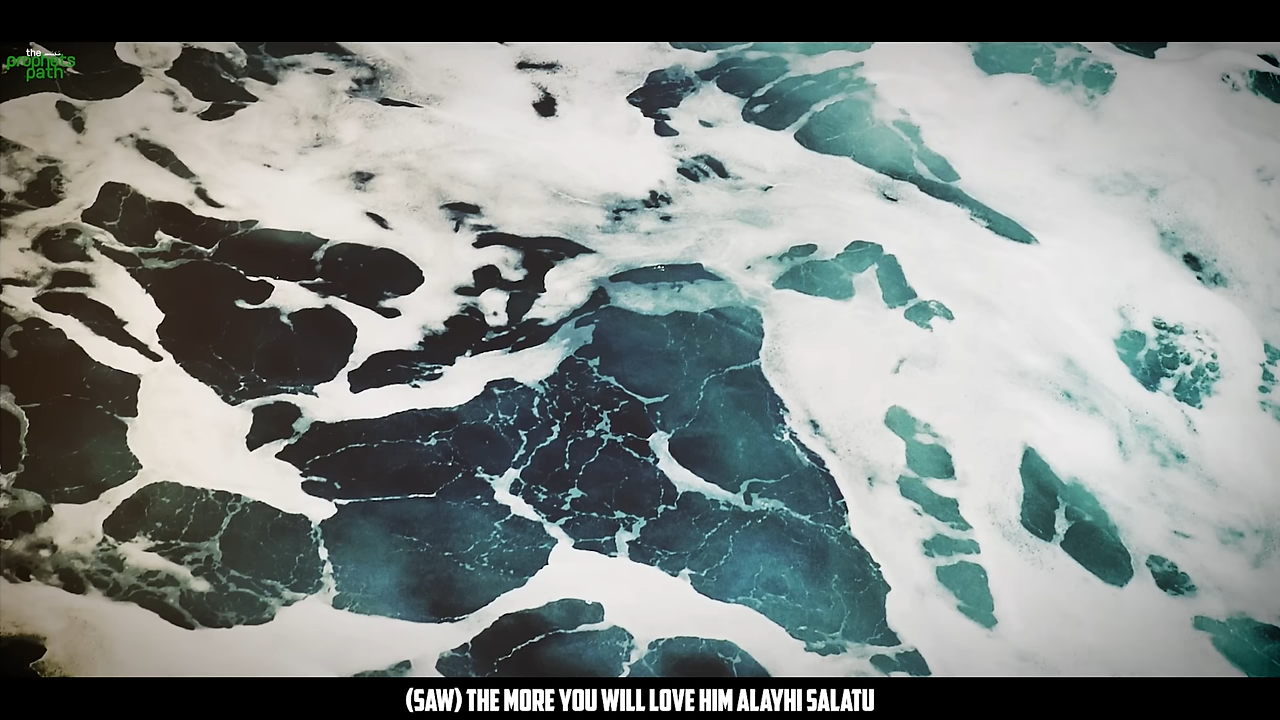 the
prophets
path
(SAW) THE MORE YOU WILL LOVE HIM ALAYHI SALATU